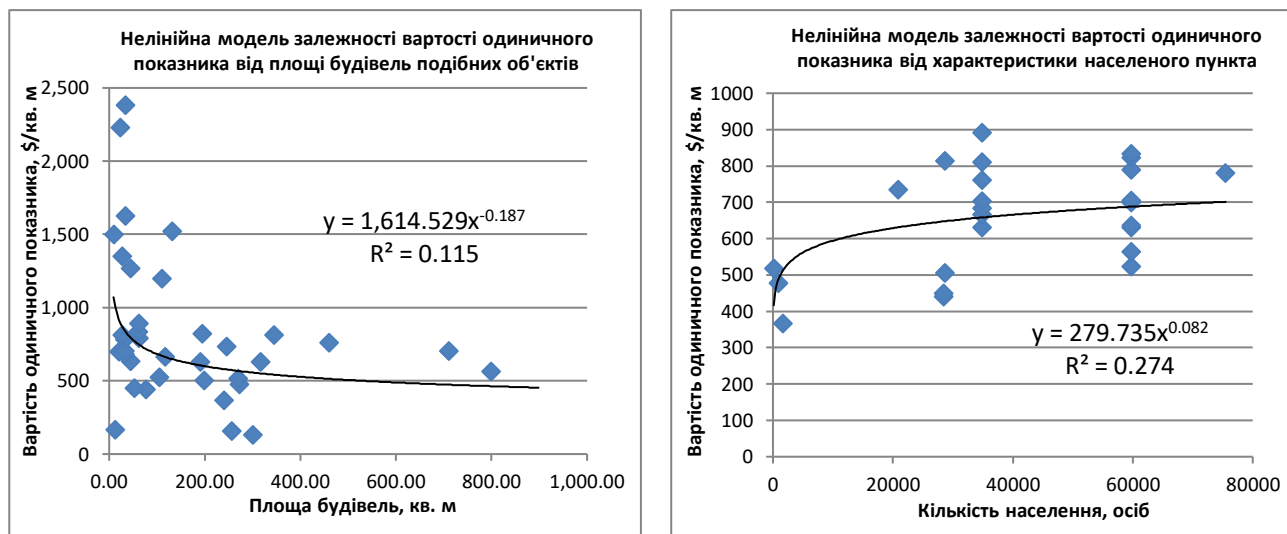 Нелінійна модель залежності вартості одиничного
показника від площі будівель подібних об'єктів
Вартість одиничного показника, $/кв. м
2,500
2,000
1,500
1,000
500
0
y = 1,614.529x^-0.187
R² = 0.115
0.00 200.00 400.00 600.00 800.00 1,000.00
Площа будівель, кв. м
Нелінійна модель залежності вартості одиничного
показника від характеристики населеного пункта
Вартість одиничного показника, $/кв. м
1000
900
800
700
600
500
400
300
200
100
0
y = 279.735x^0.082
R² = 0.274
0 20000 40000 60000 80000
Кількість населення, осіб